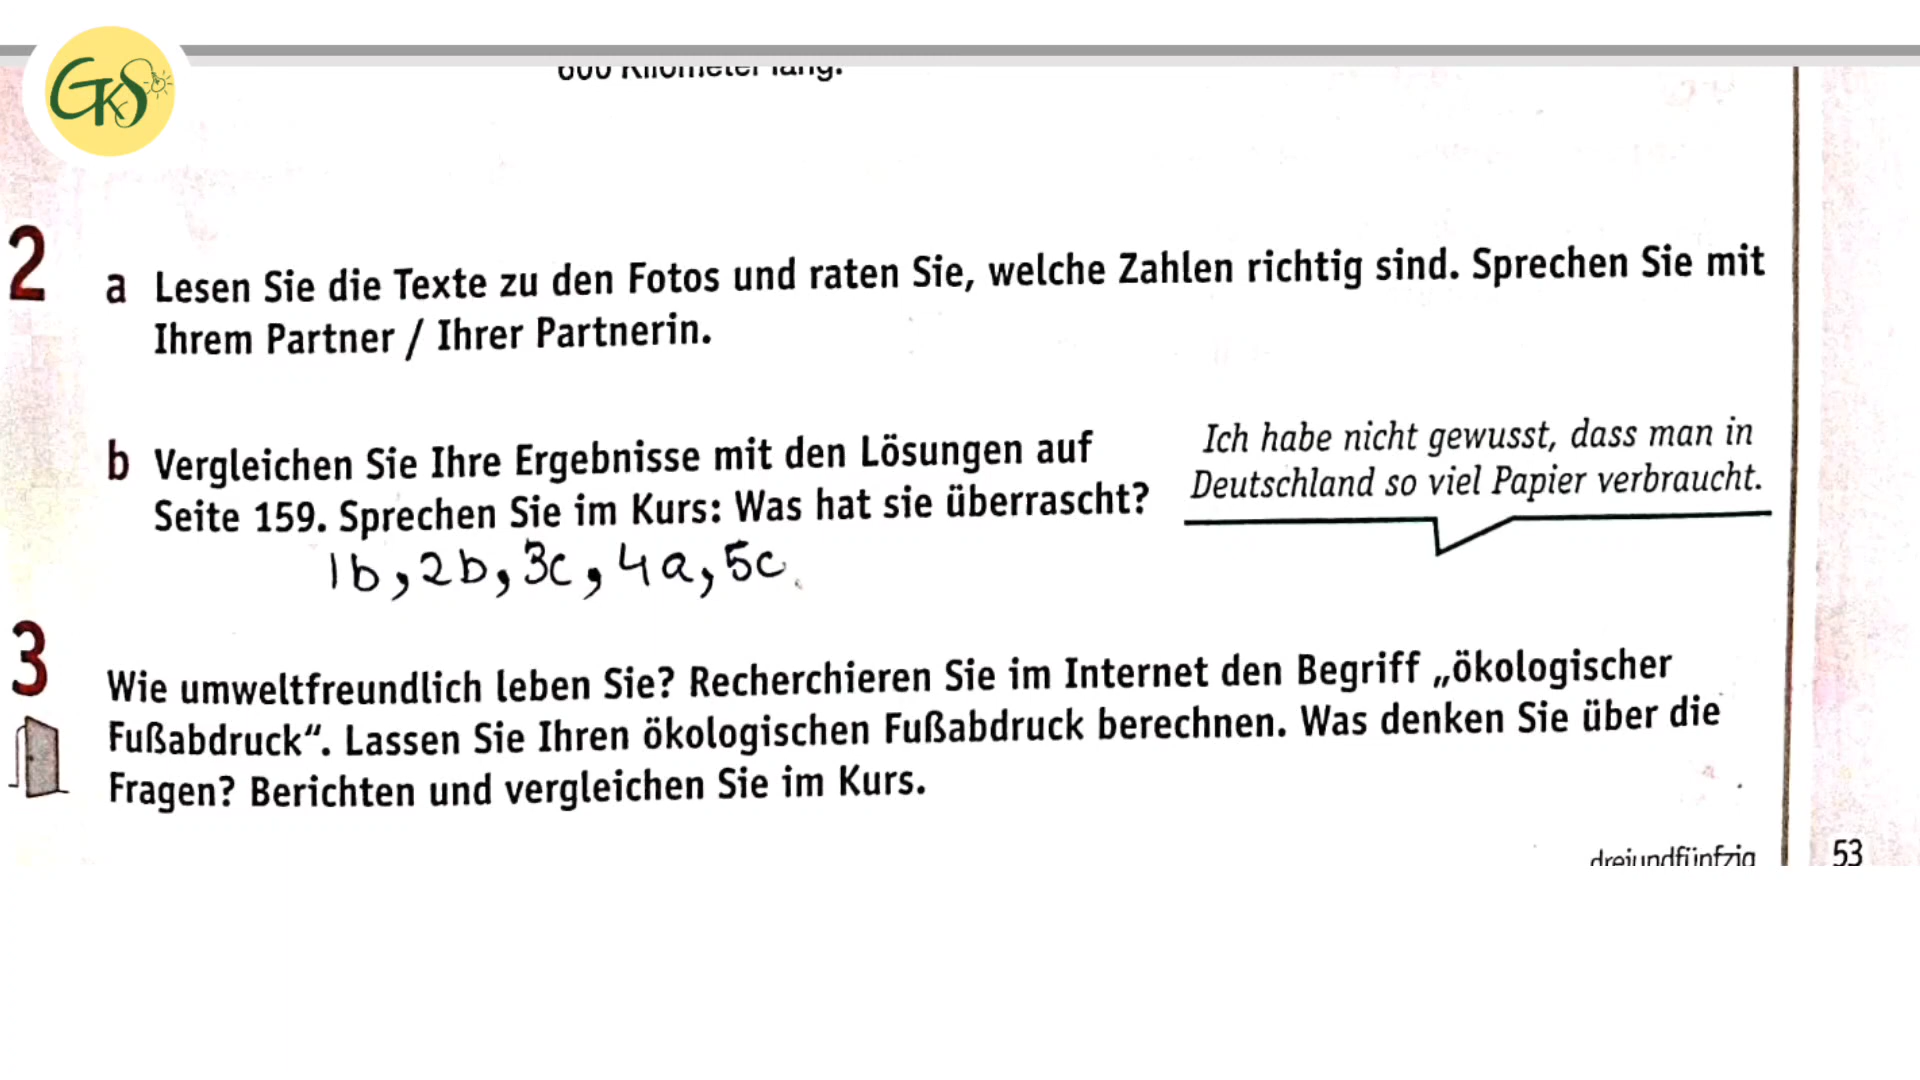 GKS
600 Kilometer lang.
2
a Lesen Sie die Texte zu den Fotos und raten Sie, welche Zahlen richtig sind. Sprechen Sie mit
Ihrem Partner / Ihrer Partnerin.
b Vergleichen Sie Ihre Ergebnisse mit den Lösungen auf
Seite 159. Sprechen Sie im Kurs: Was hat sie überrascht?
1b, 2b, 3c, 4a, 5c.
Ich habe nicht gewusst, dass man in
Deutschland so viel Papier verbraucht.
3
Wie umweltfreundlich leben Sie? Recherchieren Sie im Internet den Begriff „ökologischer
Fußabdruck“. Lassen Sie Ihren ökologischen Fußabdruck berechnen. Was denken Sie über die
Fragen? Berichten und vergleichen Sie im Kurs.
dreiundfünfzig 53